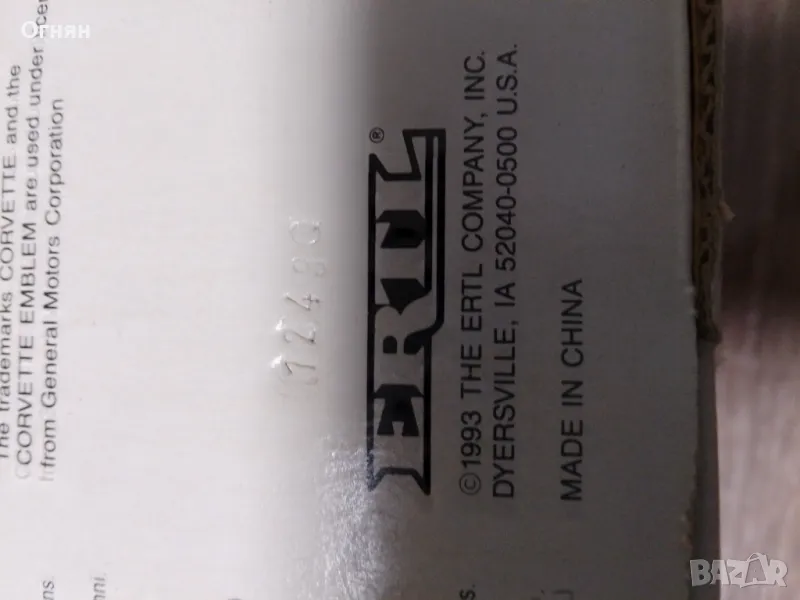 Огнян
The trademarks CORVETTE and the
CORVETTE EMBLEM are used under
from General Motors Corporation
ERTL®
©1993 THE ERTL COMPANY, INC.
DYERSVILLE, IA 52040-0500 U.S.A.
MADE IN CHINA
BAZAR